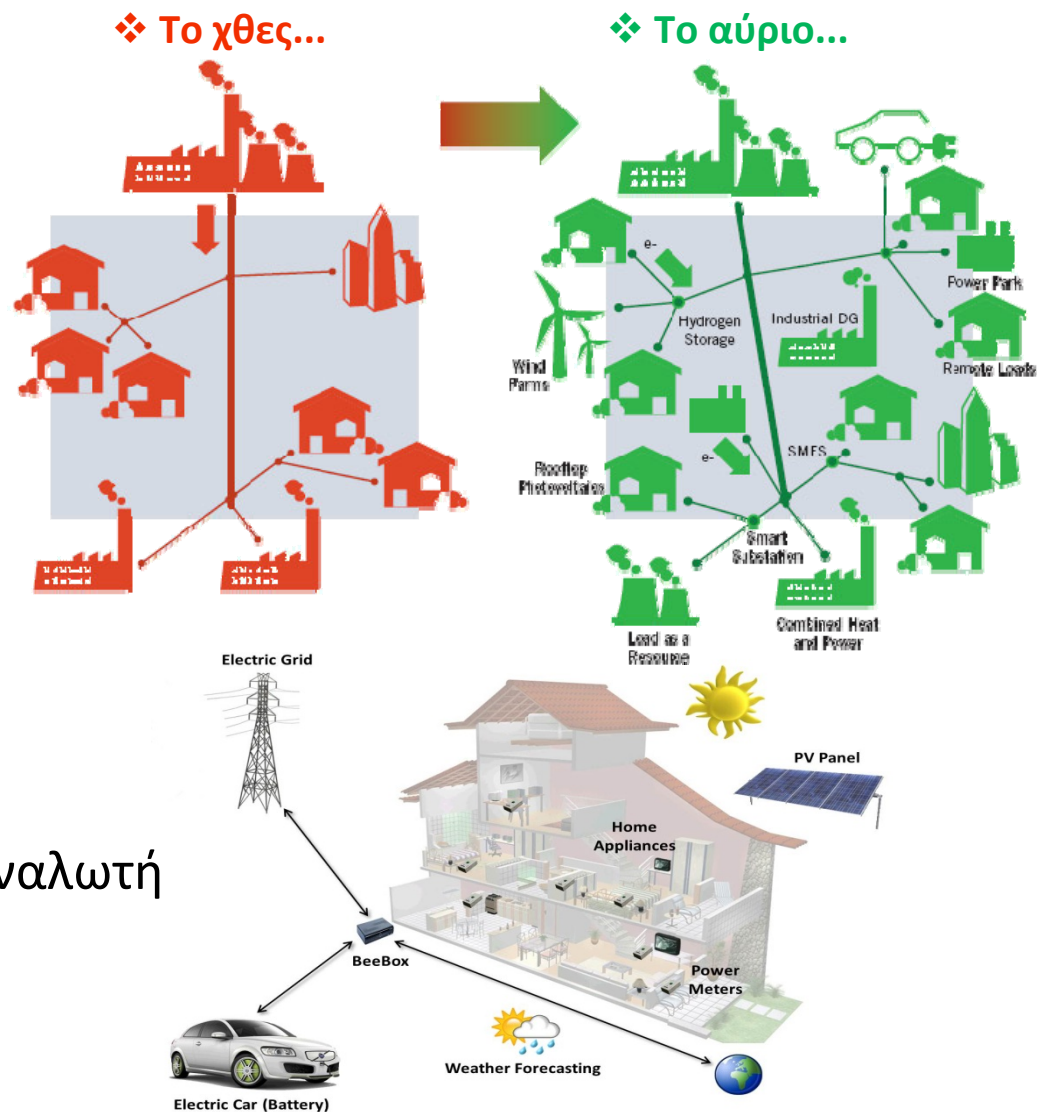 ❖ Το χθες...
❖ Το αύριο...
e-
Power Park
Hydrogen
Storage
Industrial DG
Wind
Farms
Remote Loads
e-
SMES
Rooftop
Photovoltaics
Smart
Substation
Load as a
Resource
Combined Heat
and Power
Electric Grid
PV Panel
Home
Appliances
ναλωτή
BeeBox
Power
Meters
Weather Forecasting
Electric Car (Battery)